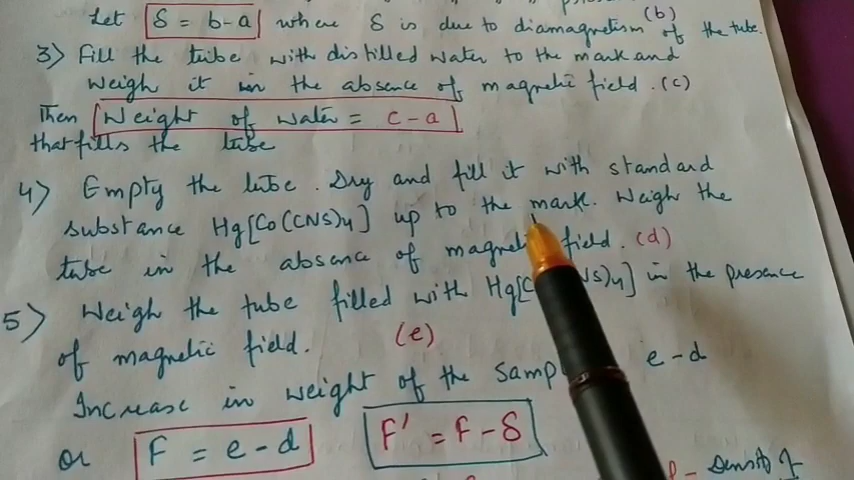 Let δ = b-a where δ is due to diamagnetism of the tube. (b)
3) Fill the tube with distilled water to the mark and
weigh it in the absence of magnetic field. (c)
Then Weight of water = c-a
that fills the tube
4) Empty the tube. Dry and fill it with standard
substance Hg[Co(CNS)4] up to the mark. Weigh the
tube in the absence of magnetic field. (d)
5) Weigh the tube filled with Hg[C NS)4] in the presence
of magnetic field. (e)
Increase in weight of the samp e-d
or F = e-d F' = F-δ
Density of